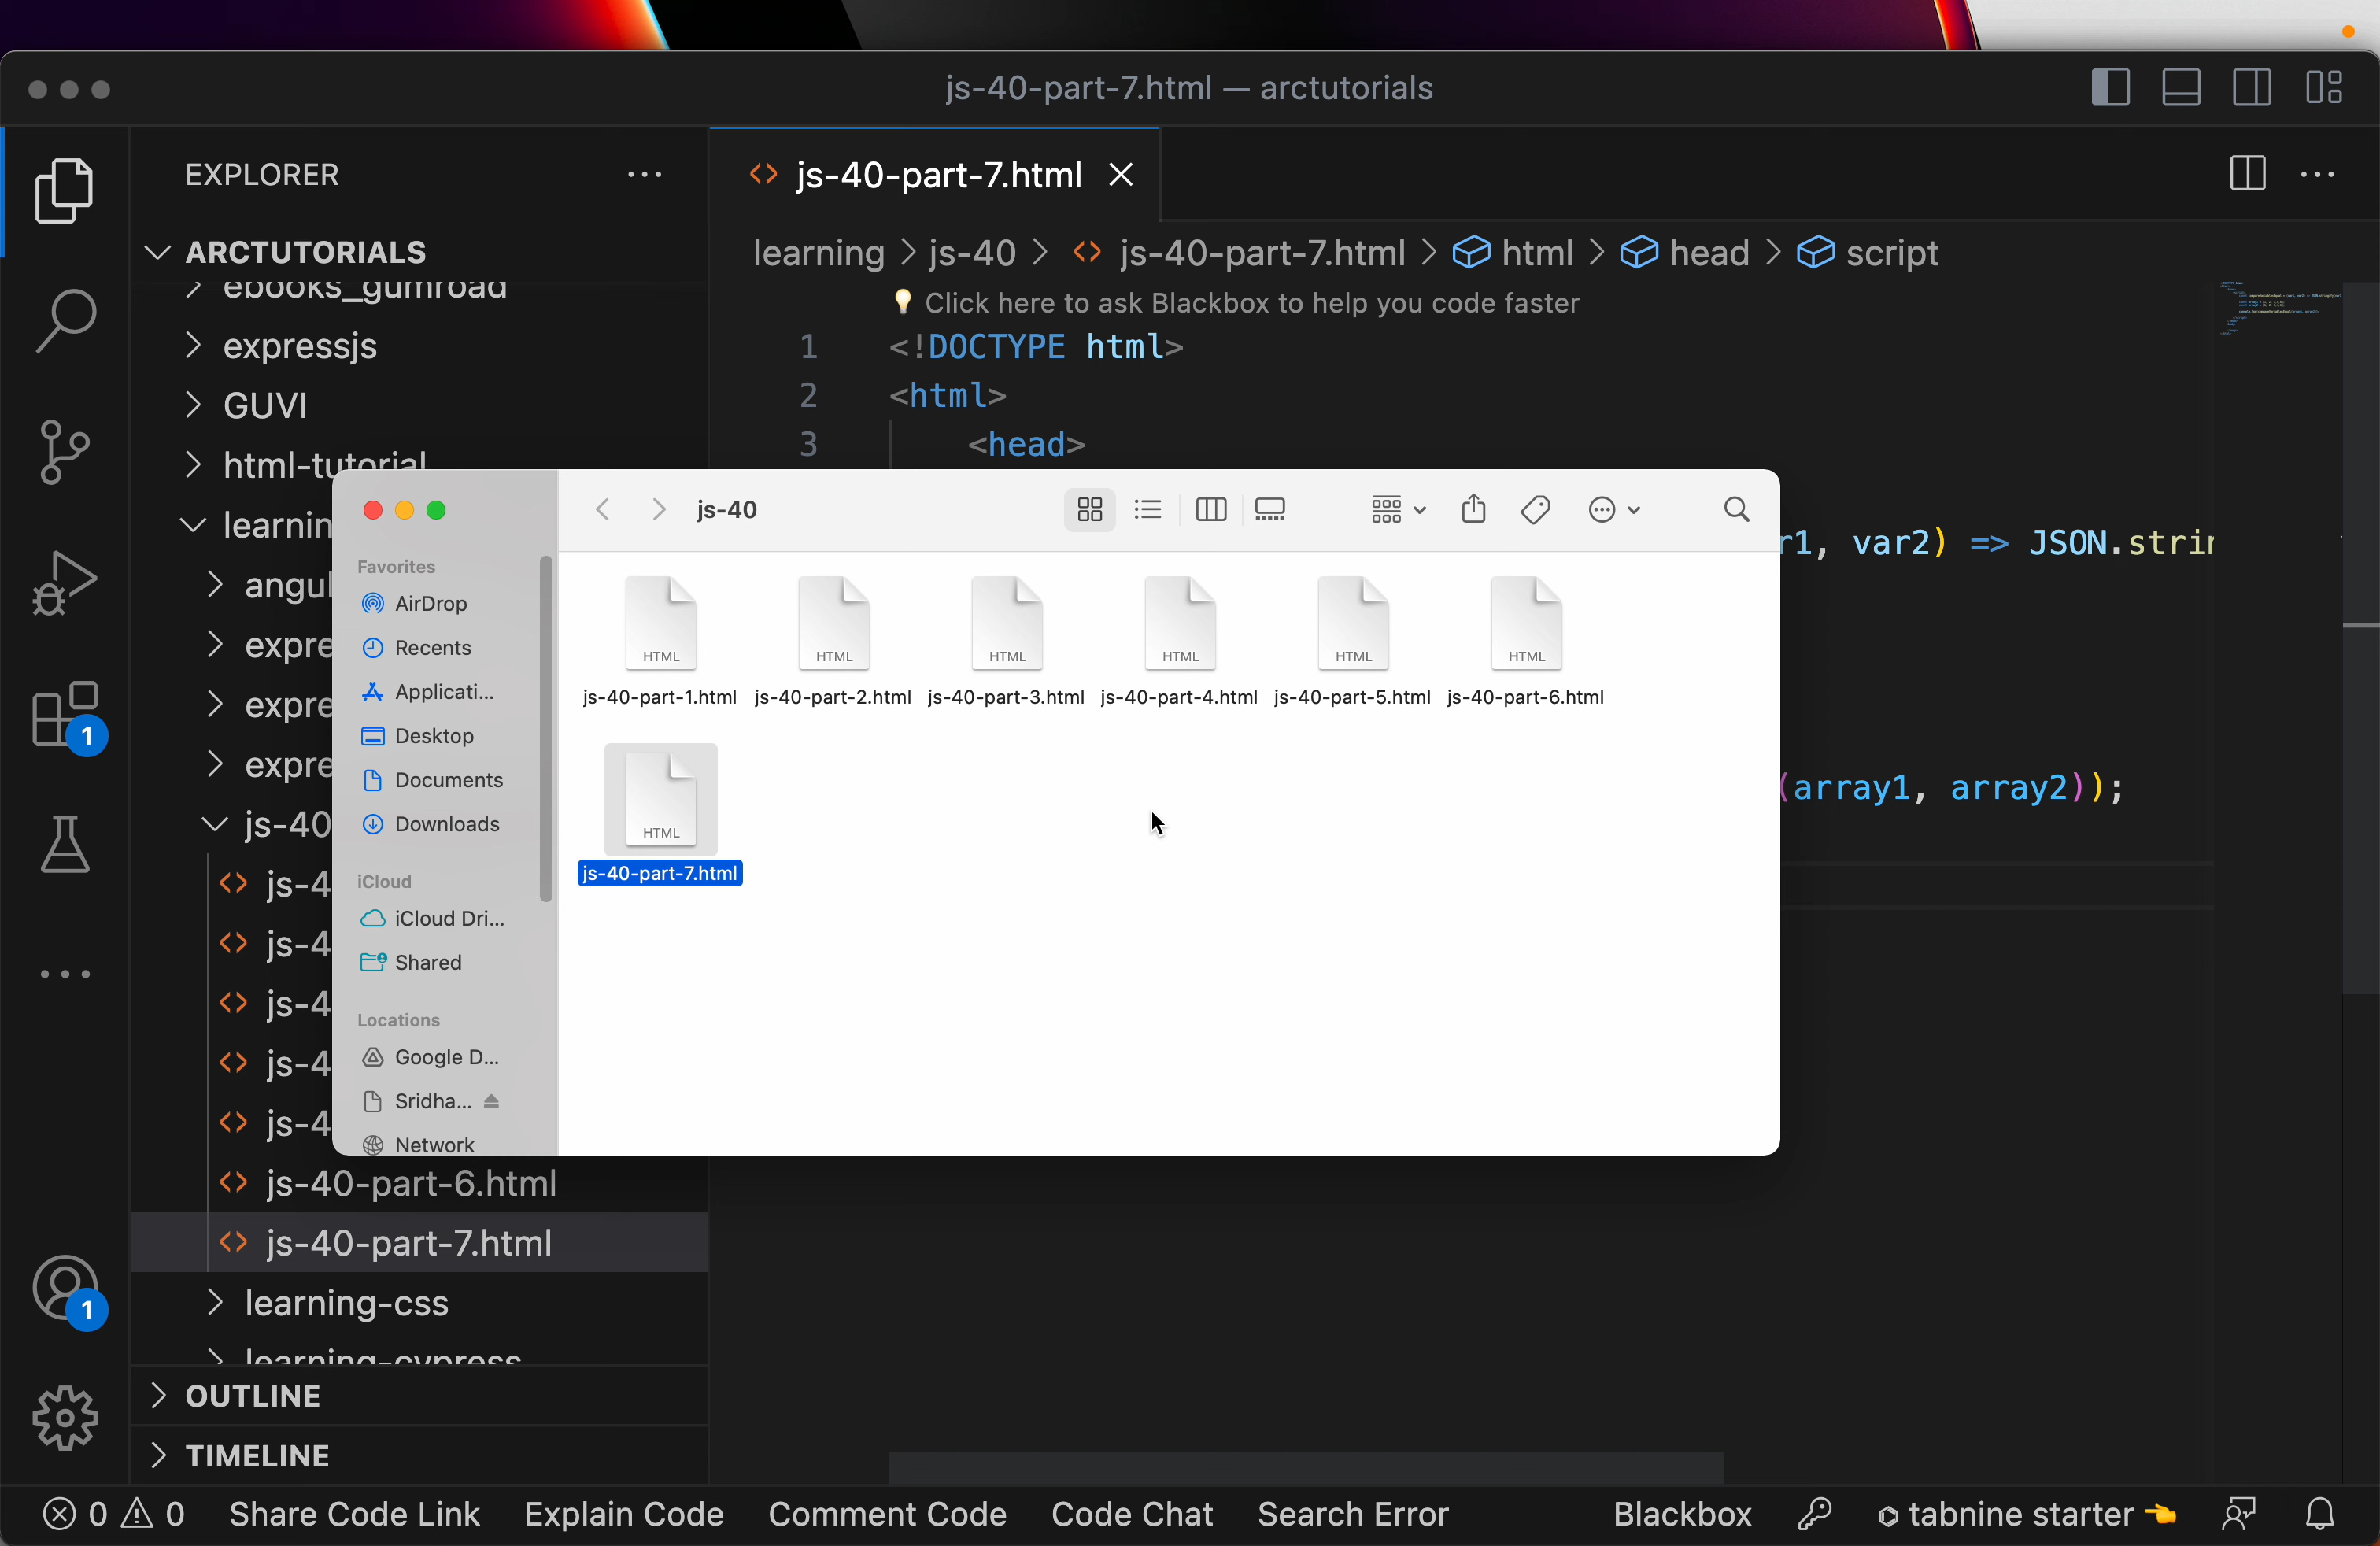 js-40-part-7.html — arctutorials
EXPLORER
js-40-part-7.html
ARCTUTORIALS
learning > js-40 > js-40-part-7.html > html > head > script
ebooks_gumroad
Click here to ask Blackbox to help you code faster
expressjs
1 <!DOCTYPE html>
GUVI
2 <html>
html-tutorial
3 <head>
learnin
angul
expre
expre
expre
js-40
js-4
js-4
js-4
js-4
js-4
js-40-part-6.html
js-40-part-7.html
learning-css
learning-cypress
OUTLINE
TIMELINE
1
1
js-40
Favorites
AirDrop
Recents
Applicati...
Desktop
Documents
Downloads
iCloud
iCloud Dri...
Shared
Locations
Google D...
Sridha...
Network
HTML HTML HTML HTML HTML HTML
js-40-part-1.html js-40-part-2.html js-40-part-3.html js-40-part-4.html js-40-part-5.html js-40-part-6.html
HTML
js-40-part-7.html
r1, var2) => JSON.strin
(array1, array2));
0 0 Share Code Link Explain Code Comment Code Code Chat Search Error Blackbox tabnine starter